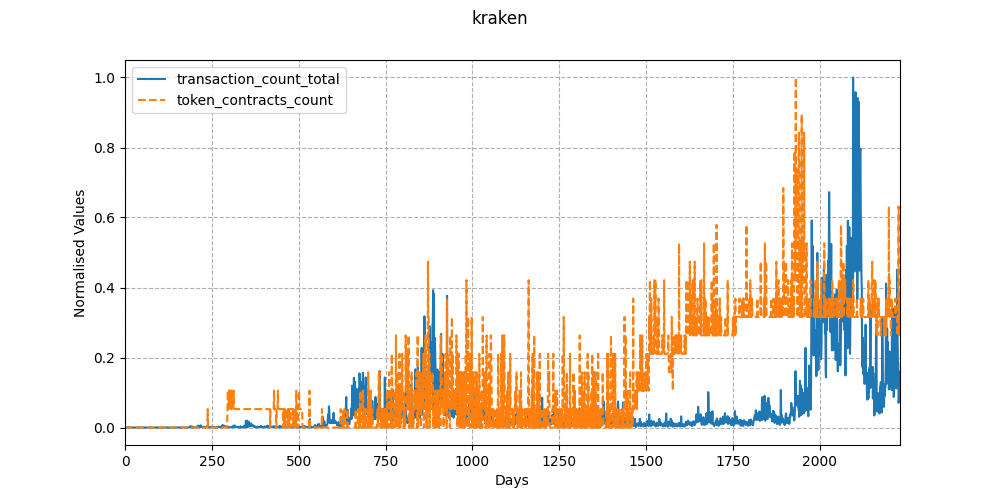 kraken
transaction_count_total
token_contracts_count
1.0
0.8
0.6
0.4
0.2
0.0
Normalised Values
0 250 500 750 1000 1250 1500 1750 2000
Days